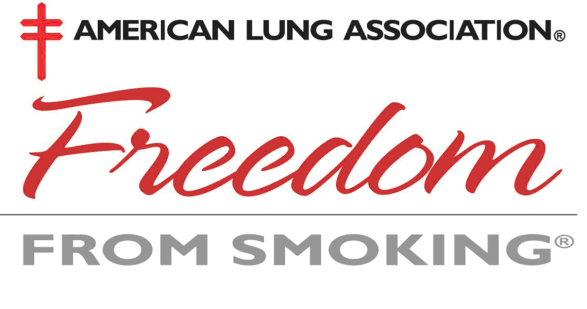 AMERICAN LUNG ASSOCIATION®
Freedom
FROM SMOKING®